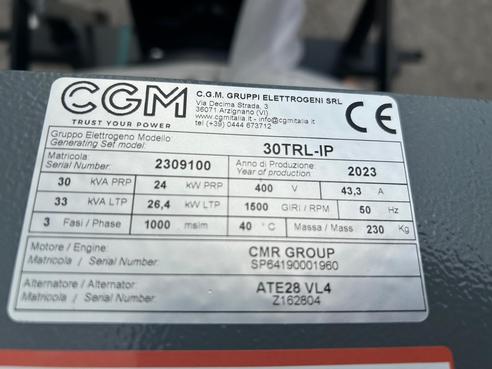 CGM
TRUST YOUR POWER
C.G.M. GRUPPI ELETTROGENI SRL
Via Decima Strada, 3
36071 Arzignano (VI)
www.cgmitalia.it - info@cgmitalia.it
tel (+39) 0444 673712
CE
Gruppo Elettrogeno Modello
Generating Set model: 30TRL-IP
Matricola
Serial Number: 2309100
Anno di Produzione:
Year of production 2023
30 kVA PRP 24 kW PRP 400 V 43,3 A
33 kVA LTP 26,4 kW LTP 1500 GIRI / RPM 50 Hz
3 Fasi / Phase 1000 mslm 40 °C Massa / Mass 230 Kg
Motore / Engine: CMR GROUP
Matricola / Serial Number: SP64190001960
Alternatore / Alternator: ATE28 VL4
Matricola / Serial Number: Z162804